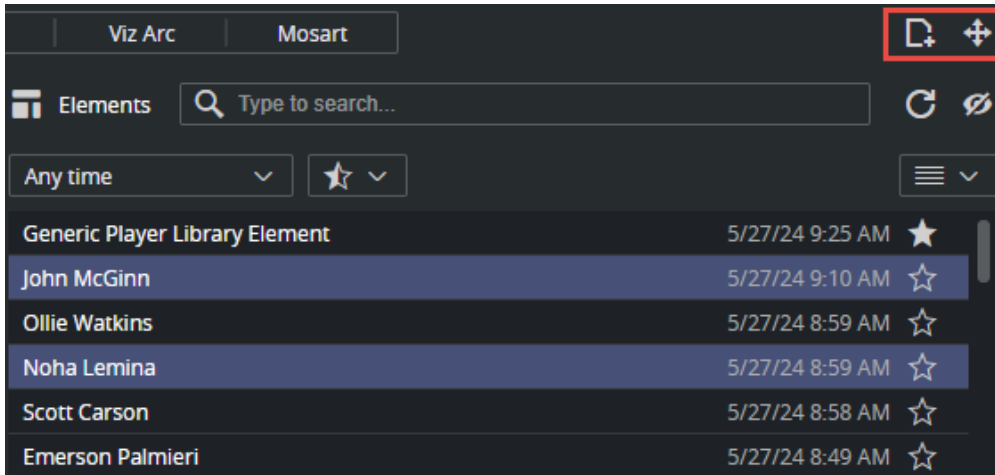 Viz Arc Mosart
Elements Type to search...
Any time
Generic Player Library Element 5/27/24 9:25 AM
John McGinn 5/27/24 9:10 AM
Ollie Watkins 5/27/24 8:59 AM
Noha Lemina 5/27/24 8:59 AM
Scott Carson 5/27/24 8:58 AM
Emerson Palmieri 5/27/24 8:49 AM